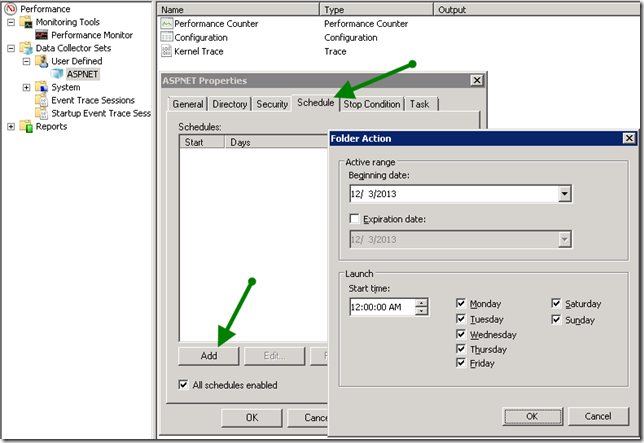 Performance
Monitoring Tools
Performance Monitor
Data Collector Sets
User Defined
ASPNET
System
Event Trace Sessions
Startup Event Trace Sess
Reports
Name Type Output
Performance Counter Performance Counter
Configuration Configuration
Kernel Trace Trace
ASPNET Properties
General Directory Security Schedule Stop Condition Task
Schedules:
Start Days
Add Edit...
All schedules enabled
OK Cance
Folder Action
Active range
Beginning date:
12/ 3/2013
Expiration date:
12/ 3/2013
Launch
Start time:
12:00:00 AM
Monday Saturday
Tuesday Sunday
Wednesday
Thursday
Friday
OK Cancel